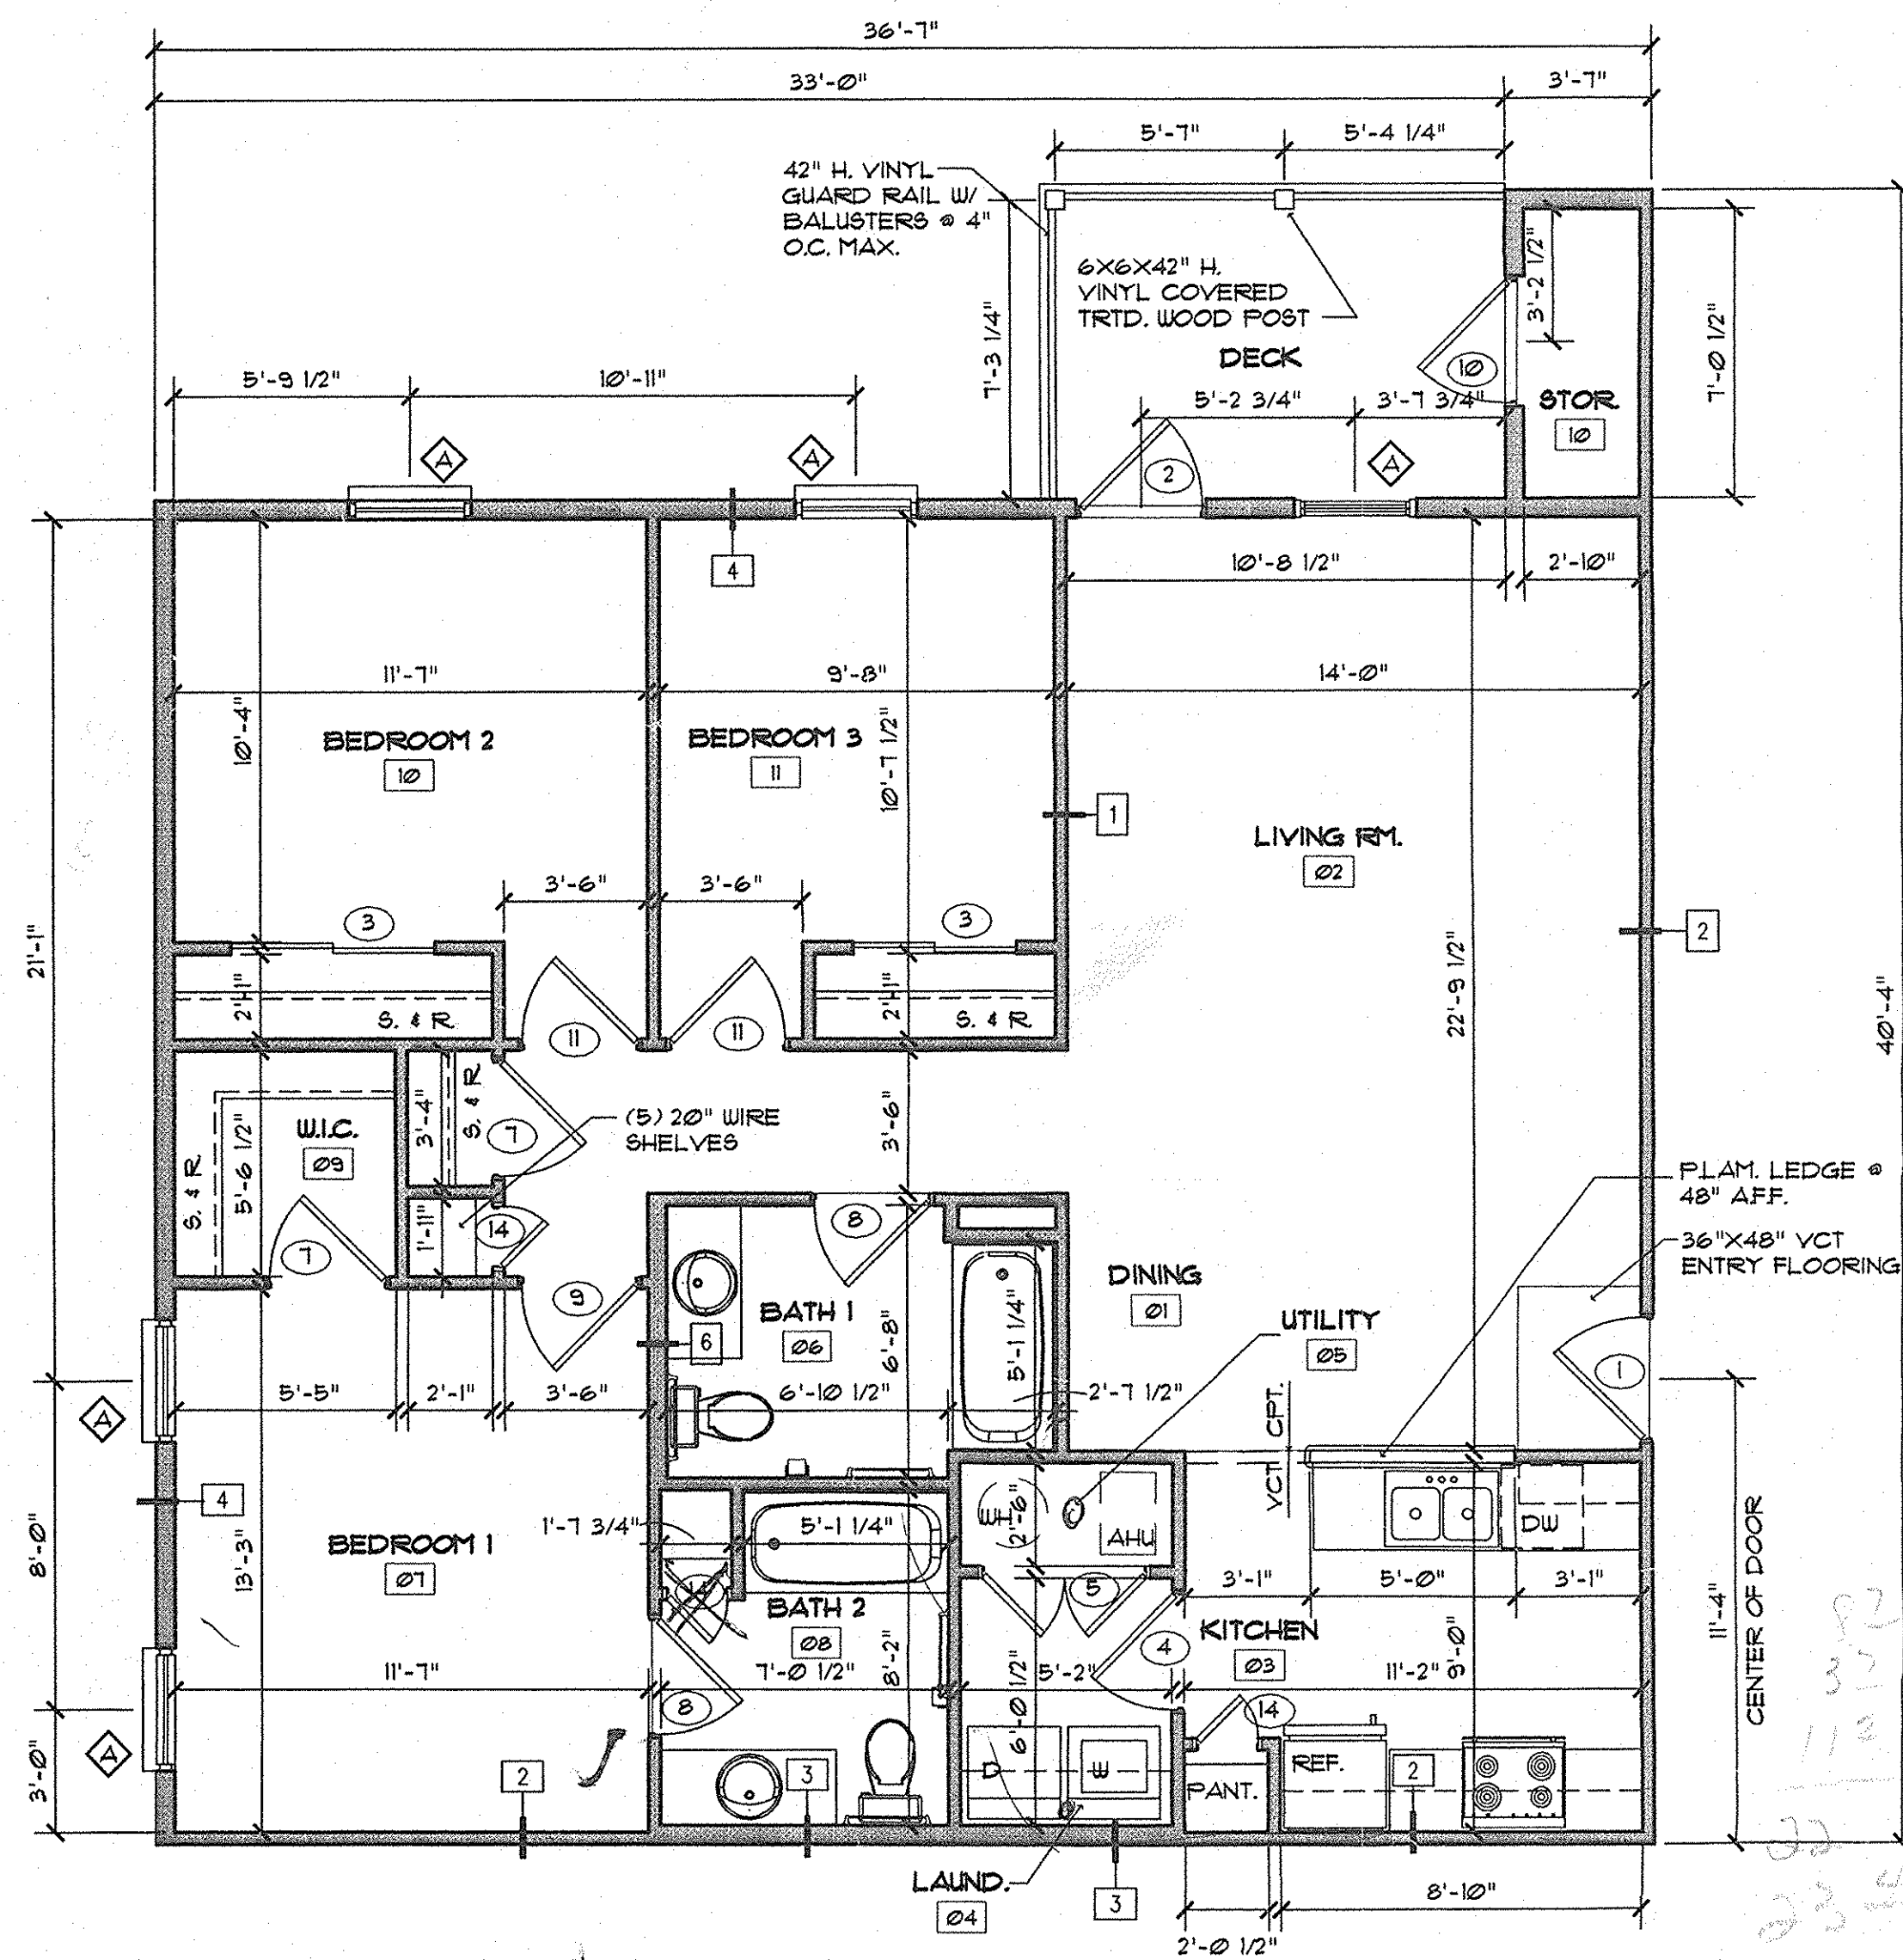 36'-7"
33'-0"
3'-7"
5'-7"
5'-4 1/4"
42" H. VINYL
GUARD RAIL W/
BALUSTERS @ 4"
O.C. MAX.
6X6X42" H.
VINYL COVERED
TRTD. WOOD POST
DECK
3'-2 1/2"
7'-3 1/4"
7'-0 1/2"
10
5'-2 3/4"
3'-7 3/4"
STOR.
10
5'-9 1/2"
10'-11"
A
A
2
A
4
10'-8 1/2"
2'-10"
11'-7"
9'-8"
14'-0"
10'-4"
10'-7 1/2"
BEDROOM 2
10
BEDROOM 3
11
1
LIVING RM.
02
3'-6"
3'-6"
3
3
2
21'-1"
22'-9 1/2"
40'-4"
2'-1"
S. & R.
11
11
2'-1"
S. & R.
3'-4"
S. & R.
7
(5) 20" WIRE
SHELVES
3'-6"
W.I.C.
09
S. & R.
5'-6 1/2"
1'-11"
14
7
9
8
P.LAM. LEDGE @
48" A.F.F.
36"X48" VCT
ENTRY FLOORING
DINING
01
BATH 1
06
6
6'-8"
5'-1 1/4"
UTILITY
05
1
5'-5"
2'-1"
3'-6"
6'-10 1/2"
2'-7 1/2"
VCT
CPT.
A
4
8'-0"
BEDROOM 1
07
13'-3"
1'-7 3/4"
5'-1 1/4"
2'-6"
AHU
DW
3'-1"
5'-0"
3'-1"
5
14
BATH 2
08
8'-2"
4
KITCHEN
03
11'-4"
CENTER OF DOOR
11'-7"
7'-0 1/2"
5'-2"
11'-2"
9'-0"
6'-0 1/2"
8
14
A
3'-0"
2
3
D
W
PANT.
REF.
2
LAUND.
04
3
8'-10"
2'-0 1/2"